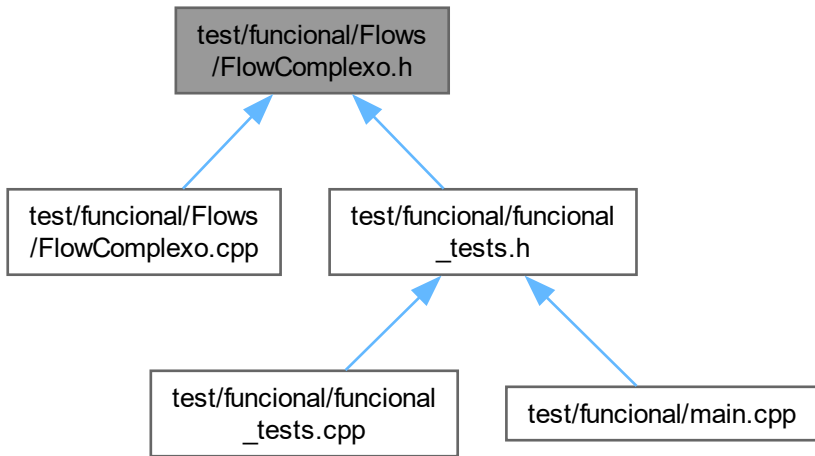 test/funcional/Flows
/FlowComplexo.h
test/funcional/Flows
/FlowComplexo.cpp
test/funcional/funcional
_tests.h
test/funcional/funcional
_tests.cpp
test/funcional/main.cpp